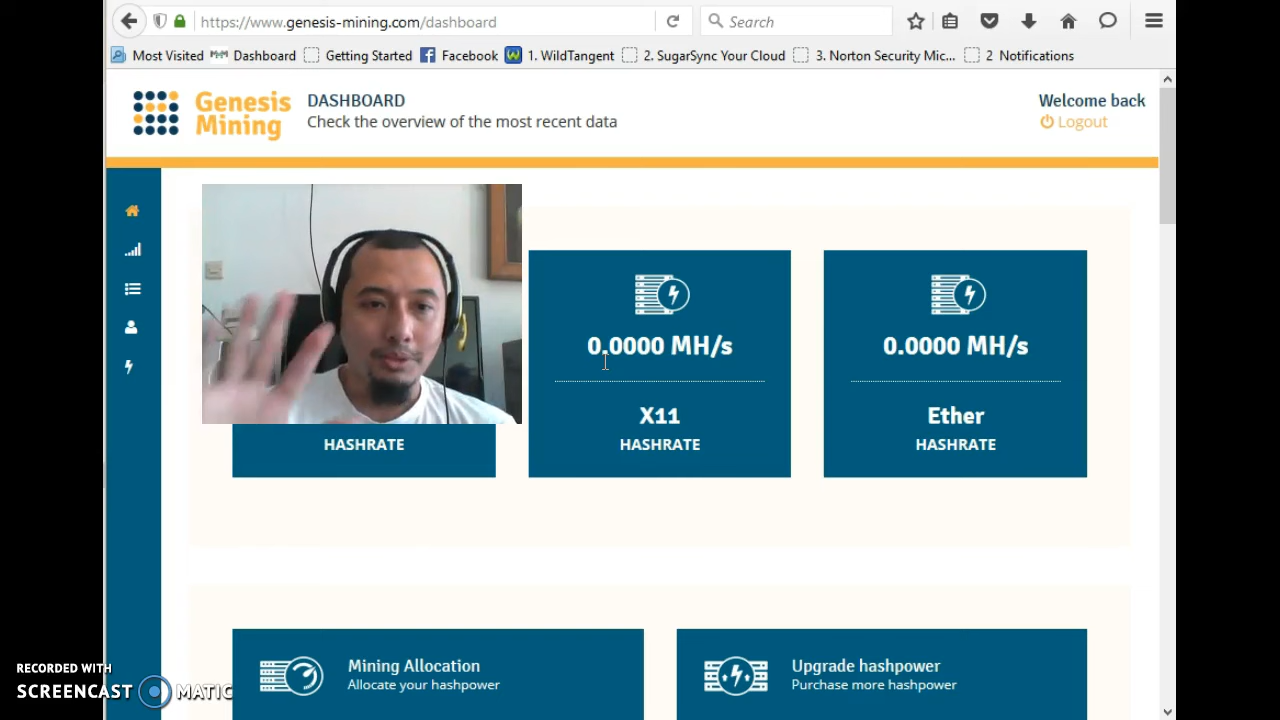 https://www.genesis-mining.com/dashboard
Search
Most Visited
Dashboard
Getting Started
Facebook
1. WildTangent
2. SugarSync Your Cloud
3. Norton Security Mic...
2 Notifications
Genesis
Mining
DASHBOARD
Check the overview of the most recent data
Welcome back
Logout
HASHRATE
0.0000 MH/s
X11
HASHRATE
0.0000 MH/s
Ether
HASHRATE
Mining Allocation
Allocate your hashpower
Upgrade hashpower
Purchase more hashpower
RECORDED WITH
SCREENCAST MATIC